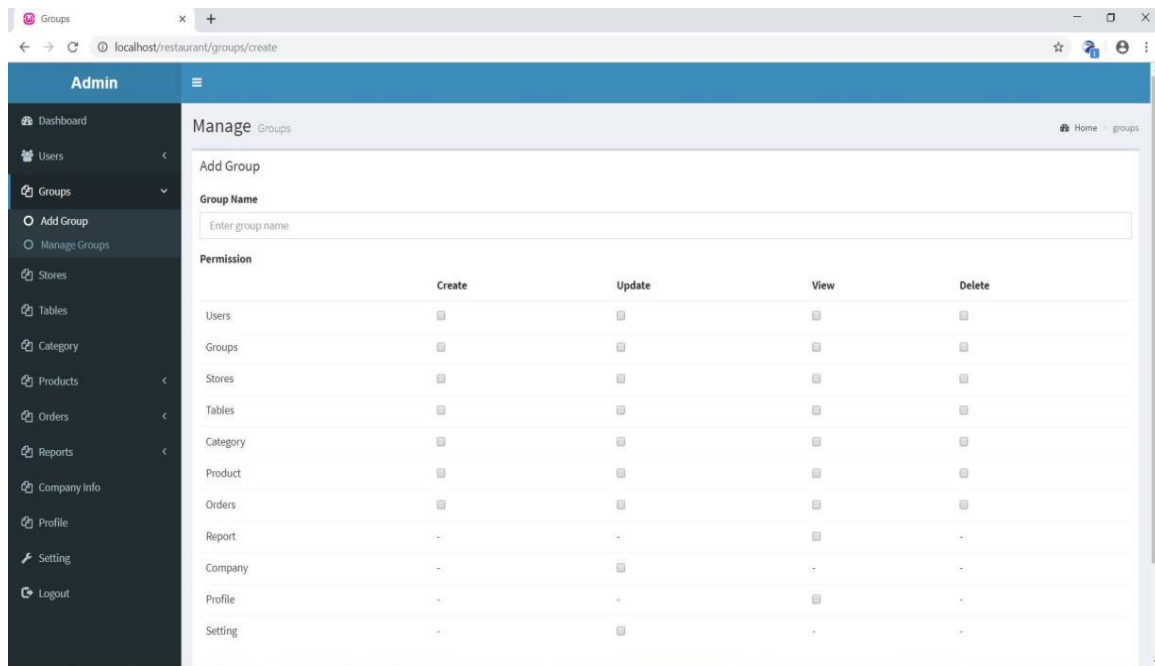 Groups
localhost/restaurant/groups/create
Admin
Dashboard
Users
Groups
Add Group
Manage Groups
Stores
Tables
Category
Products
Orders
Reports
Company Info
Profile
Setting
Logout
Manage Groups
Home > groups
Add Group
Group Name
Enter group name
Permission
Create Update View Delete
Users
Groups
Stores
Tables
Category
Product
Orders
Report - - -
Company - - -
Profile - - -
Setting - - -